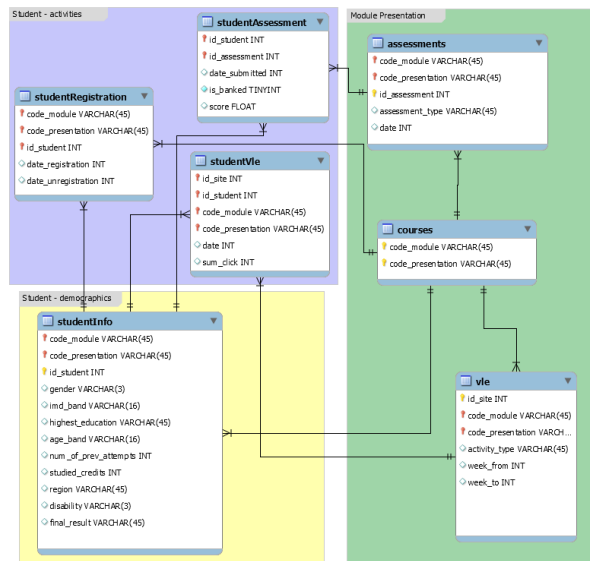 Student - activities
studentAssessment
id_student INT
id_assessment INT
date_submitted INT
is_banked TINYINT
score FLOAT
studentRegistration
code_module VARCHAR(45)
code_presentation VARCHAR(45)
id_student INT
date_registration INT
date_unregistration INT
studentVle
id_site INT
id_student INT
code_module VARCHAR(45)
code_presentation VARCHAR(45)
date INT
sum_click INT
Student - demographics
studentInfo
code_module VARCHAR(45)
code_presentation VARCHAR(45)
id_student INT
gender VARCHAR(3)
imd_band VARCHAR(16)
highest_education VARCHAR(45)
age_band VARCHAR(16)
num_of_prev_attempts INT
studied_credits INT
region VARCHAR(45)
disability VARCHAR(3)
final_result VARCHAR(45)
Module Presentation
assessments
code_module VARCHAR(45)
code_presentation VARCHAR(45)
id_assessment INT
assessment_type VARCHAR(45)
date INT
courses
code_module VARCHAR(45)
code_presentation VARCHAR(45)
vle
id_site INT
code_module VARCHAR(45)
code_presentation VARCH...
activity_type VARCHAR(45)
week_from INT
week_to INT